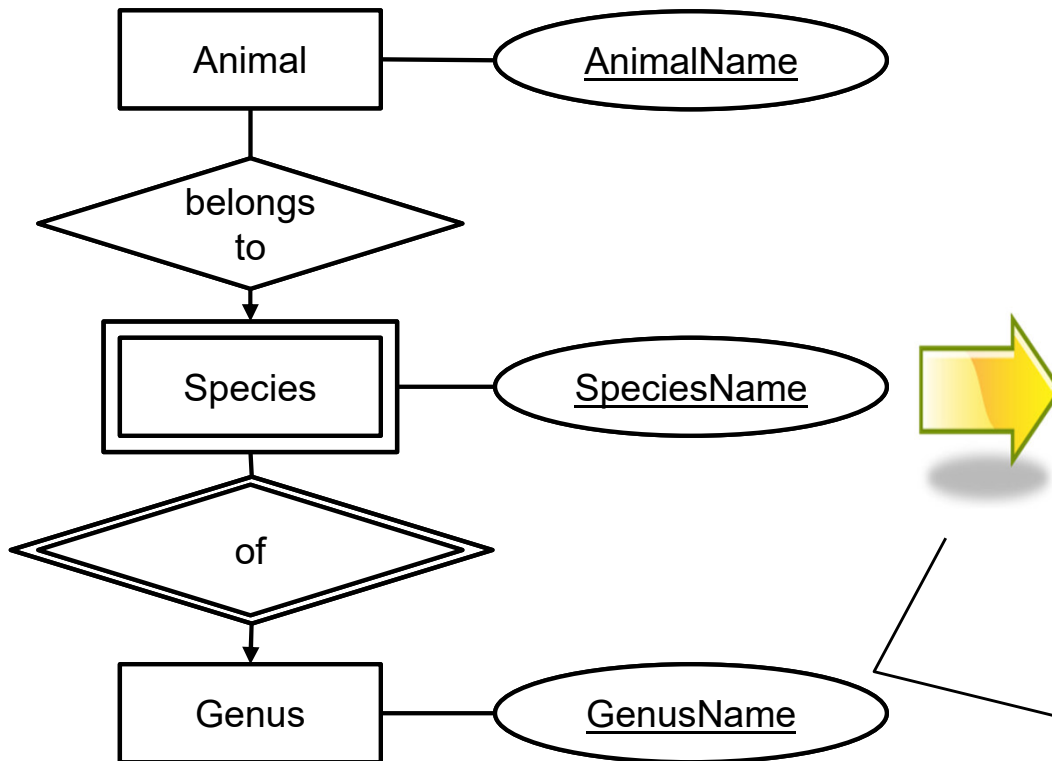 Animal
AnimalName
belongs
to
Species
SpeciesName
of
Genus
GenusName